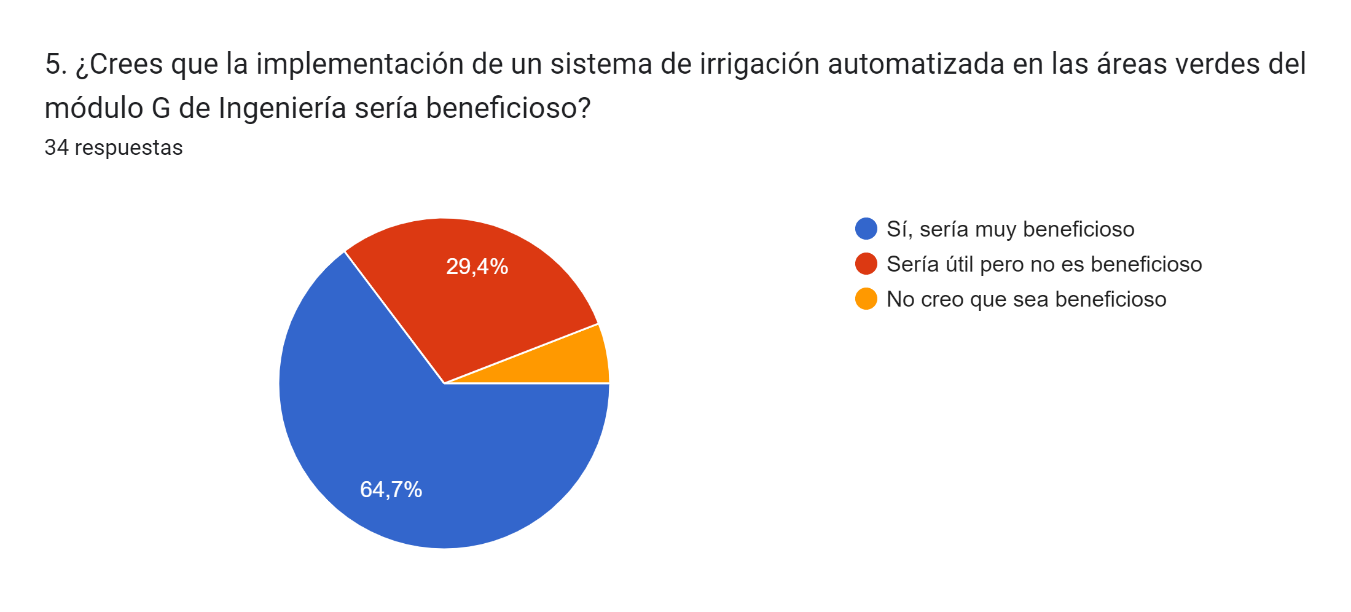 5. ¿Crees que la implementación de un sistema de irrigación automatizada en las áreas verdes del
módulo G de Ingeniería sería beneficioso?
34 respuestas
29,4%
64,7%
Sí, sería muy beneficioso
Sería útil pero no es beneficioso
No creo que sea beneficioso